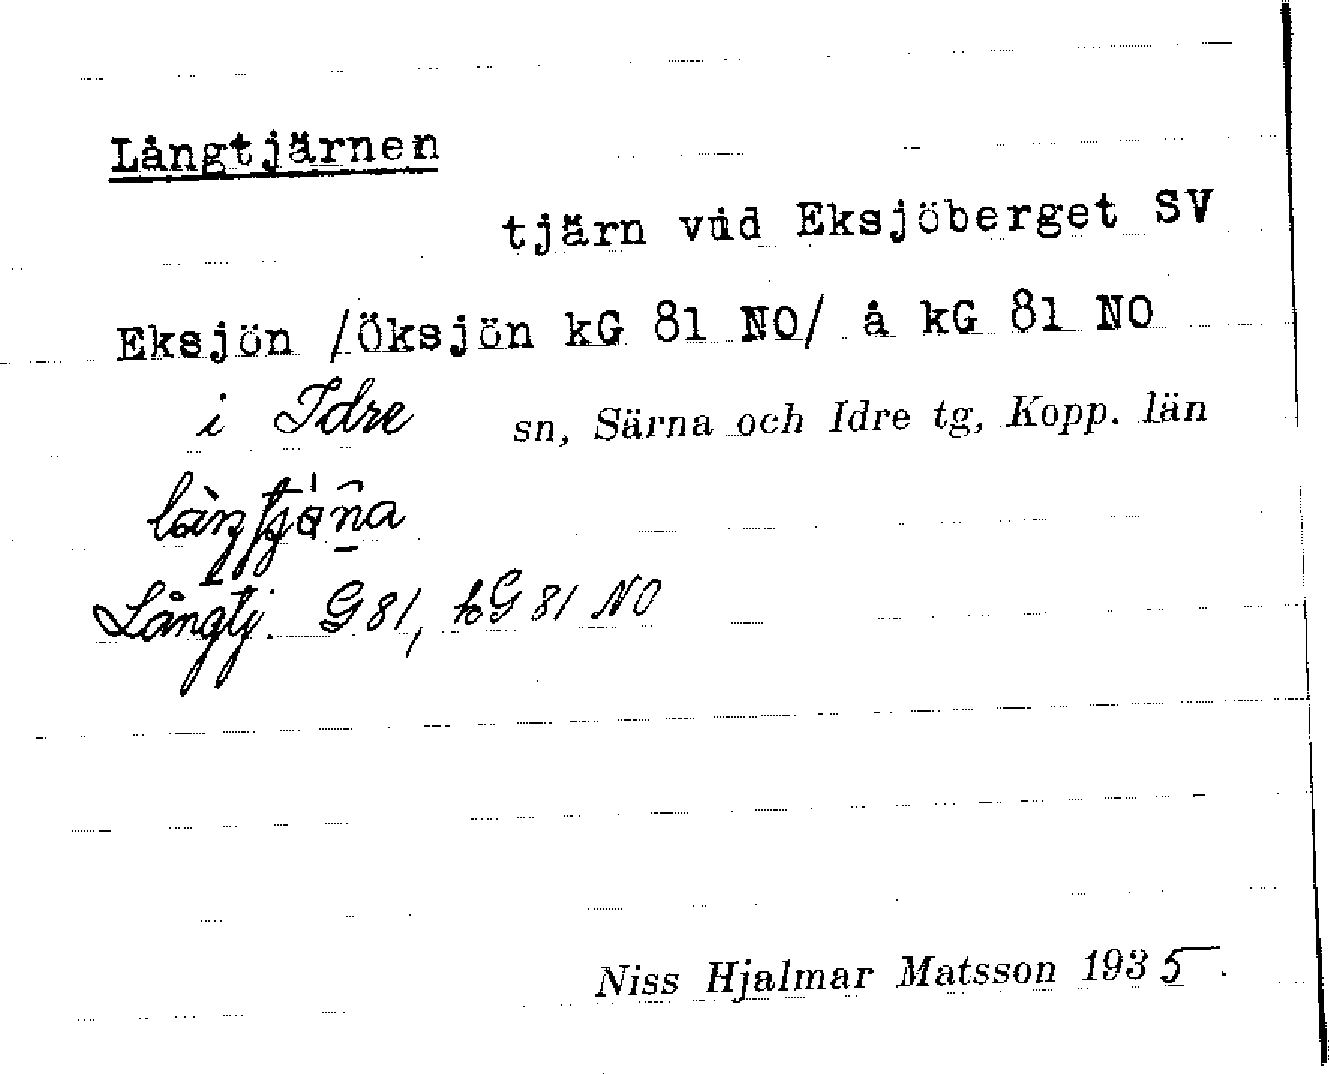 Långtjärnen
tjärn vid Eksjöberget SV
Eksjön /Öksjön kG 81 NO/ å kG 81 NO
i Idre sn, Särna och Idre tg, Kopp. län
Långtj. G 81, kG 81 NO
Niss Hjalmar Matsson 1935.